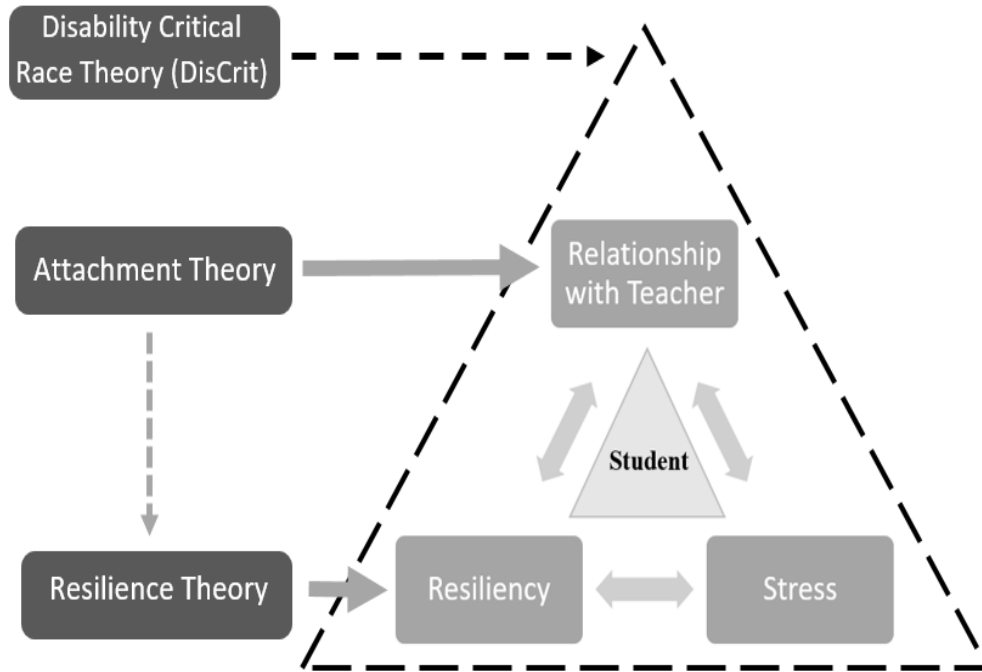 Disability Critical
Race Theory (DisCrit)
Attachment Theory
Relationship
with Teacher
Student
Resilience Theory
Resiliency
Stress